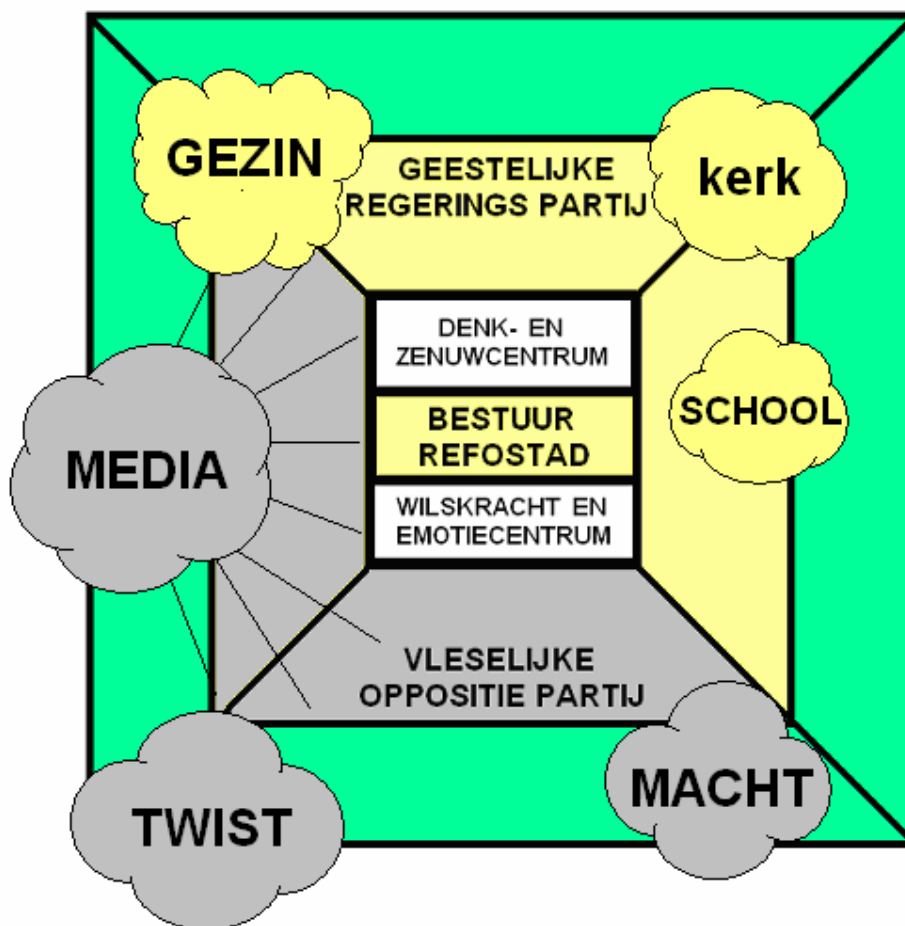 GEZIN
kerk
GEESTELIJKE
REGERINGS PARTIJ
DENK- EN
ZENUWCENTRUM
SCHOOL
BESTUUR
REFOSTAD
MEDIA
WILSKRACHT EN
EMOTIECENTRUM
VLESELIJKE
OPPOSITIE PARTIJ
MACHT
TWIST